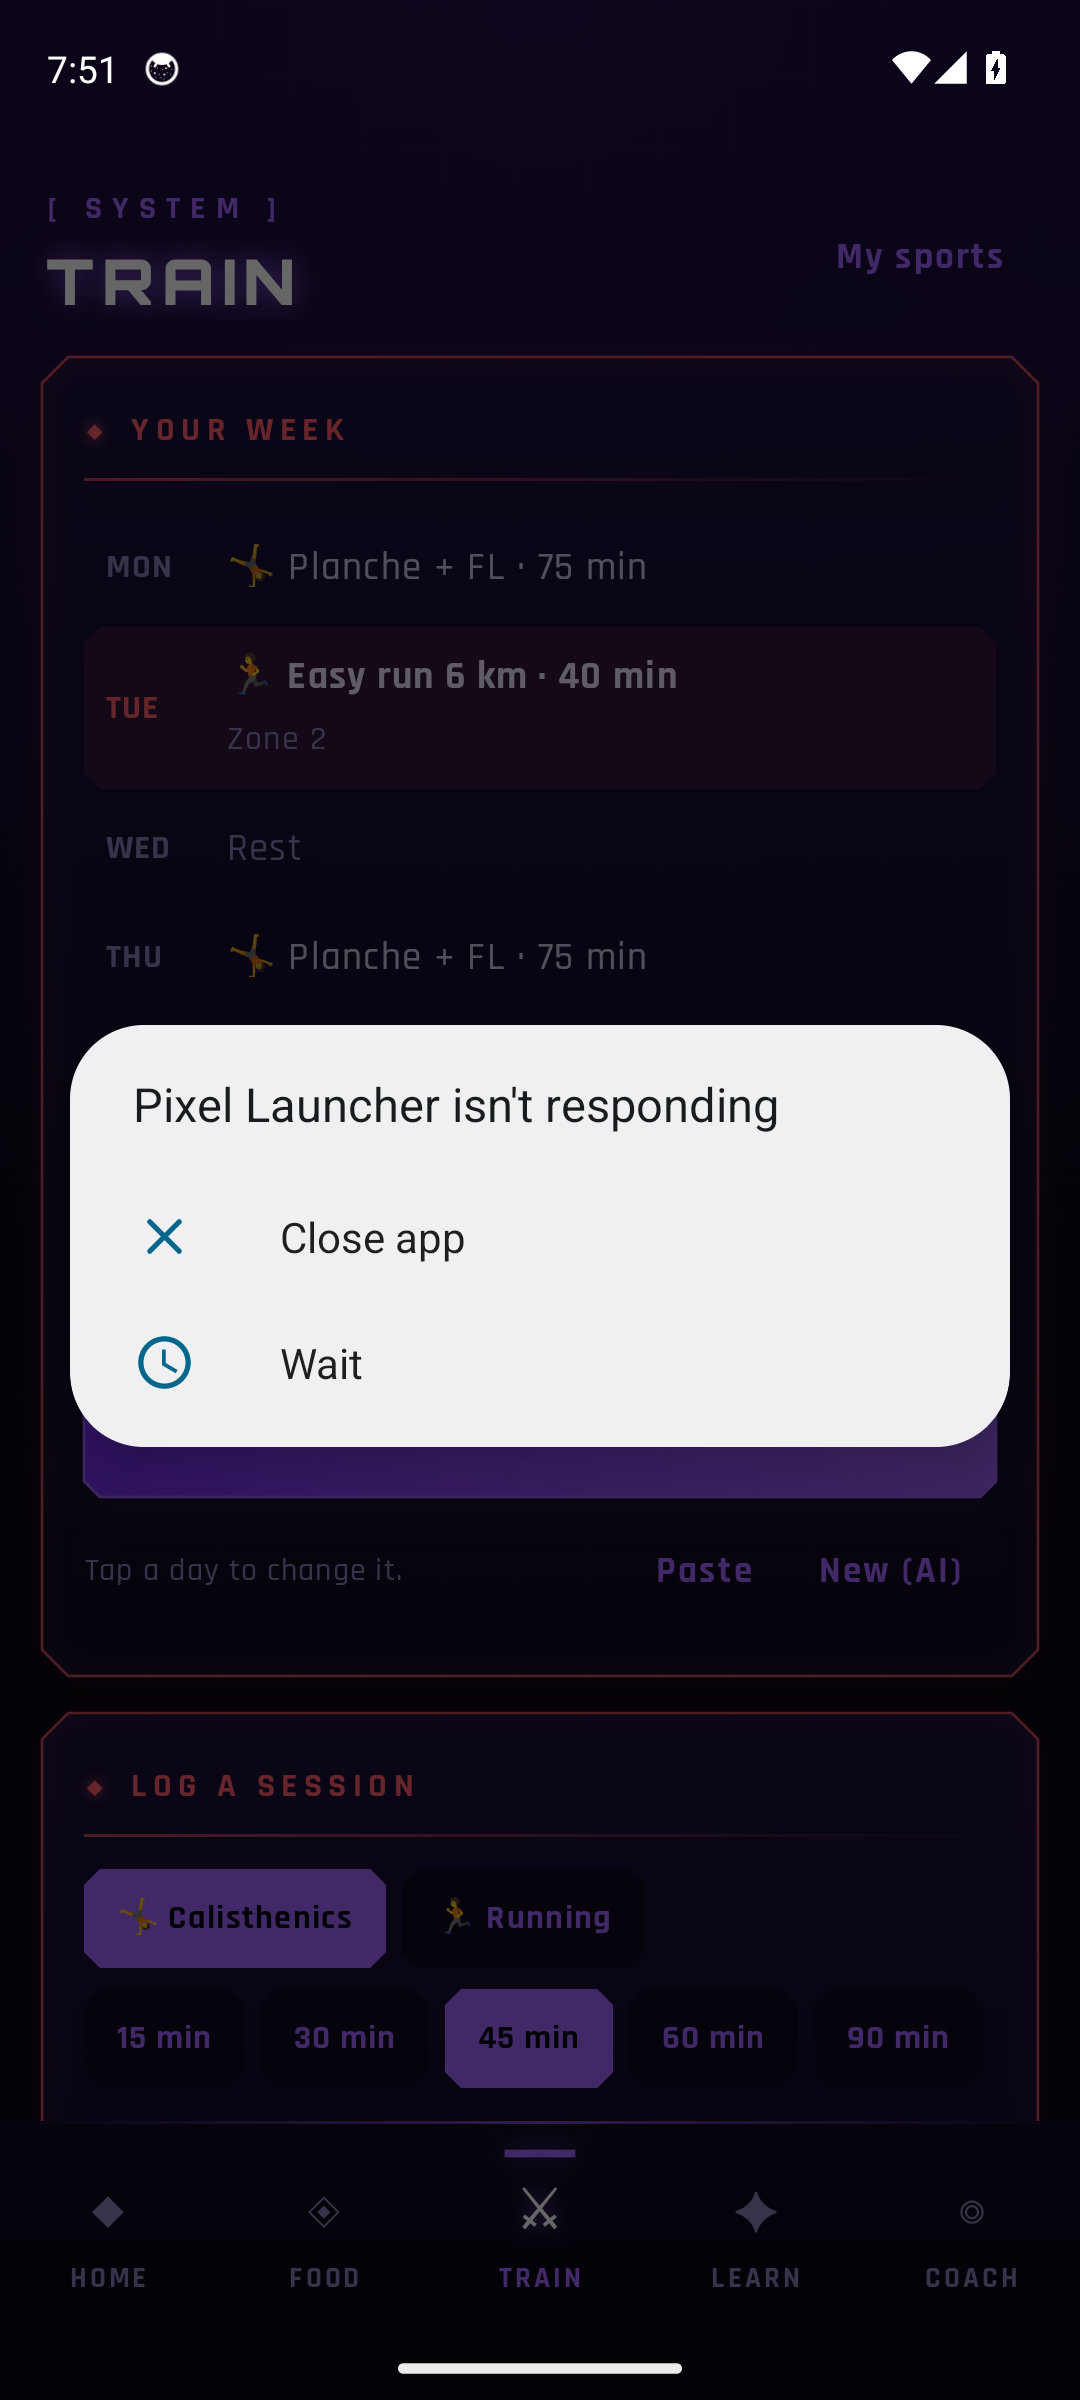 7:51
[ SYSTEM ]
TRAIN
My sports
YOUR WEEK
MON
Planche + FL · 75 min
Easy run 6 km · 40 min
TUE
Zone 2
WED
Rest
THU
Planche + FL · 75 min
Pixel Launcher isn't responding
Close app
Wait
Tap a day to change it.
Paste
New (AI)
LOG A SESSION
Calisthenics
Running
15 min
30 min
45 min
60 min
90 min
HOME
FOOD
TRAIN
LEARN
COACH